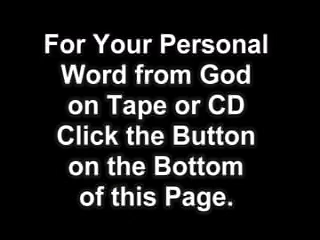 For Your Personal
Word from God
on Tape or CD
Click the Button
on the Bottom
of this Page.